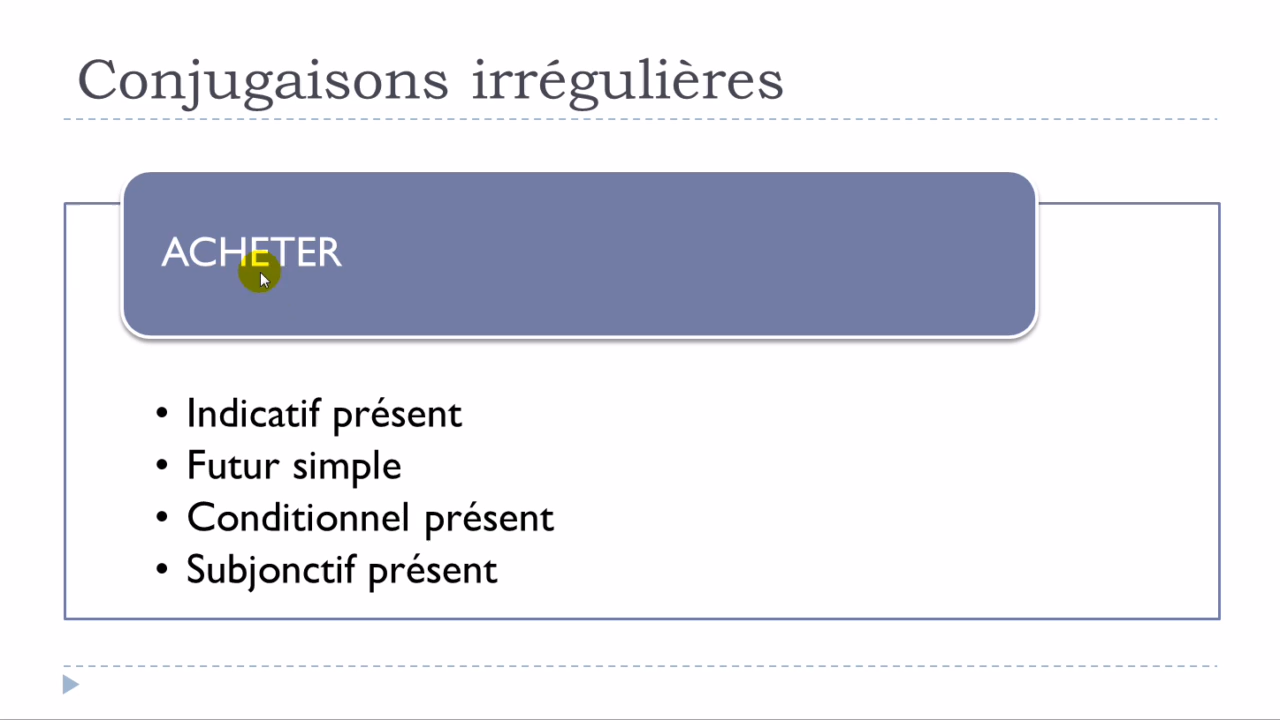 Conjugaisons irrégulières
ACHETER
• Indicatif présent
• Futur simple
• Conditionnel présent
• Subjonctif présent